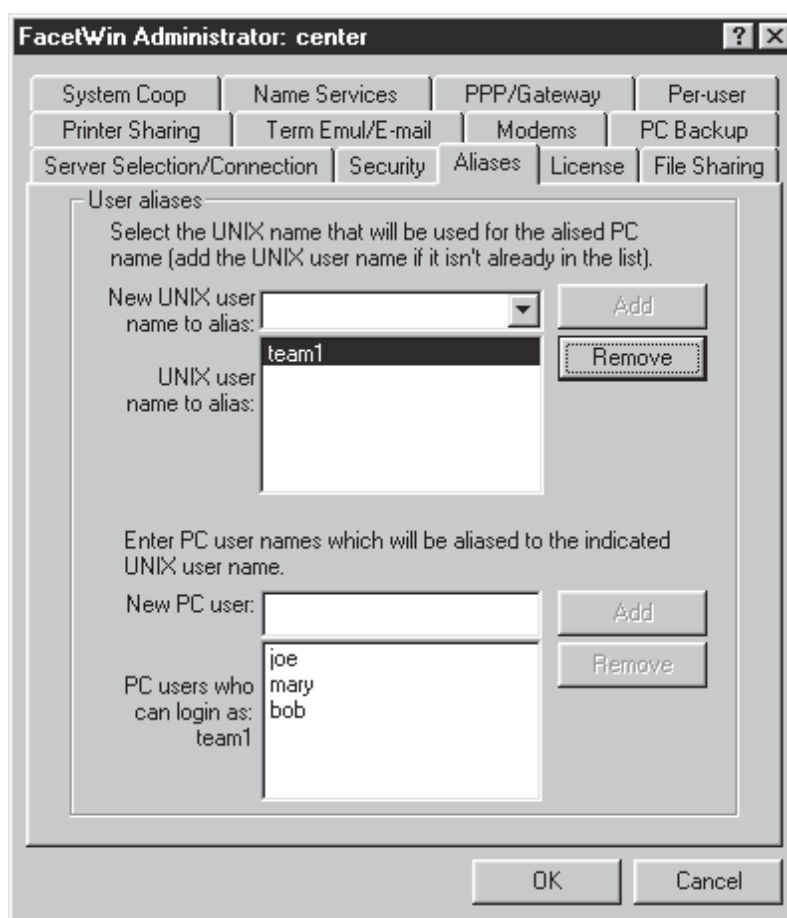 FacetWin Administrator: center
System Coop
Name Services
PPP/Gateway
Per-user
Printer Sharing
Term Emul/E-mail
Modems
PC Backup
Server Selection/Connection
Security
Aliases
License
File Sharing
User aliases
Select the UNIX name that will be used for the alised PC
name (add the UNIX user name if it isn't already in the list).
New UNIX user
name to alias:
Add
team1
Remove
UNIX user
name to alias:
Enter PC user names which will be aliased to the indicated
UNIX user name.
New PC user:
Add
joe
mary
bob
Remove
PC users who
can login as:
team1
OK
Cancel